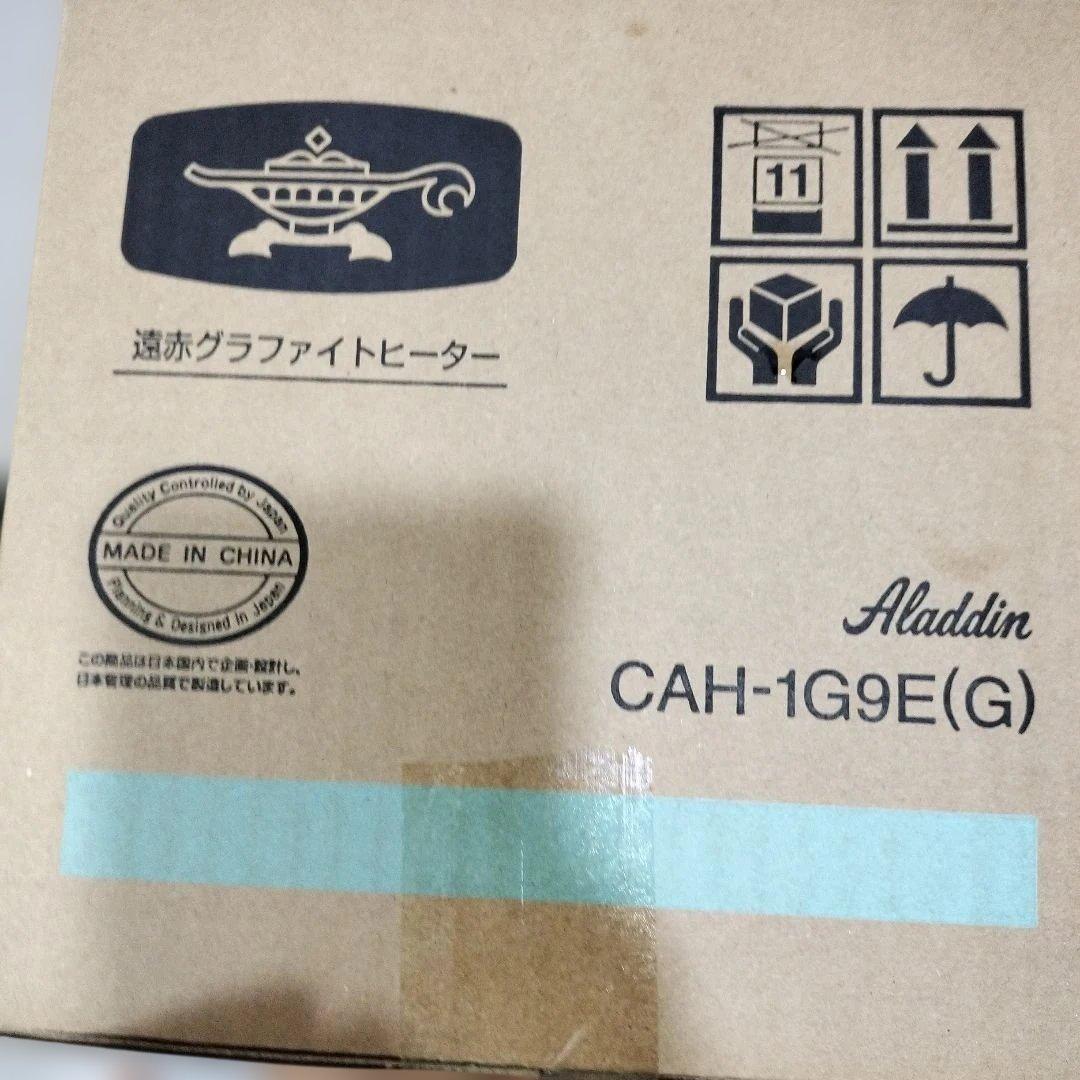 11
遠赤グラファイトヒーター
Quality Controlled by Japan
MADE IN CHINA
Planning & Designed in Japan
この商品は日本国内で企画・設計し、
日本管理の品質で製造しています。
Aladdin
CAH-1G9E(G)